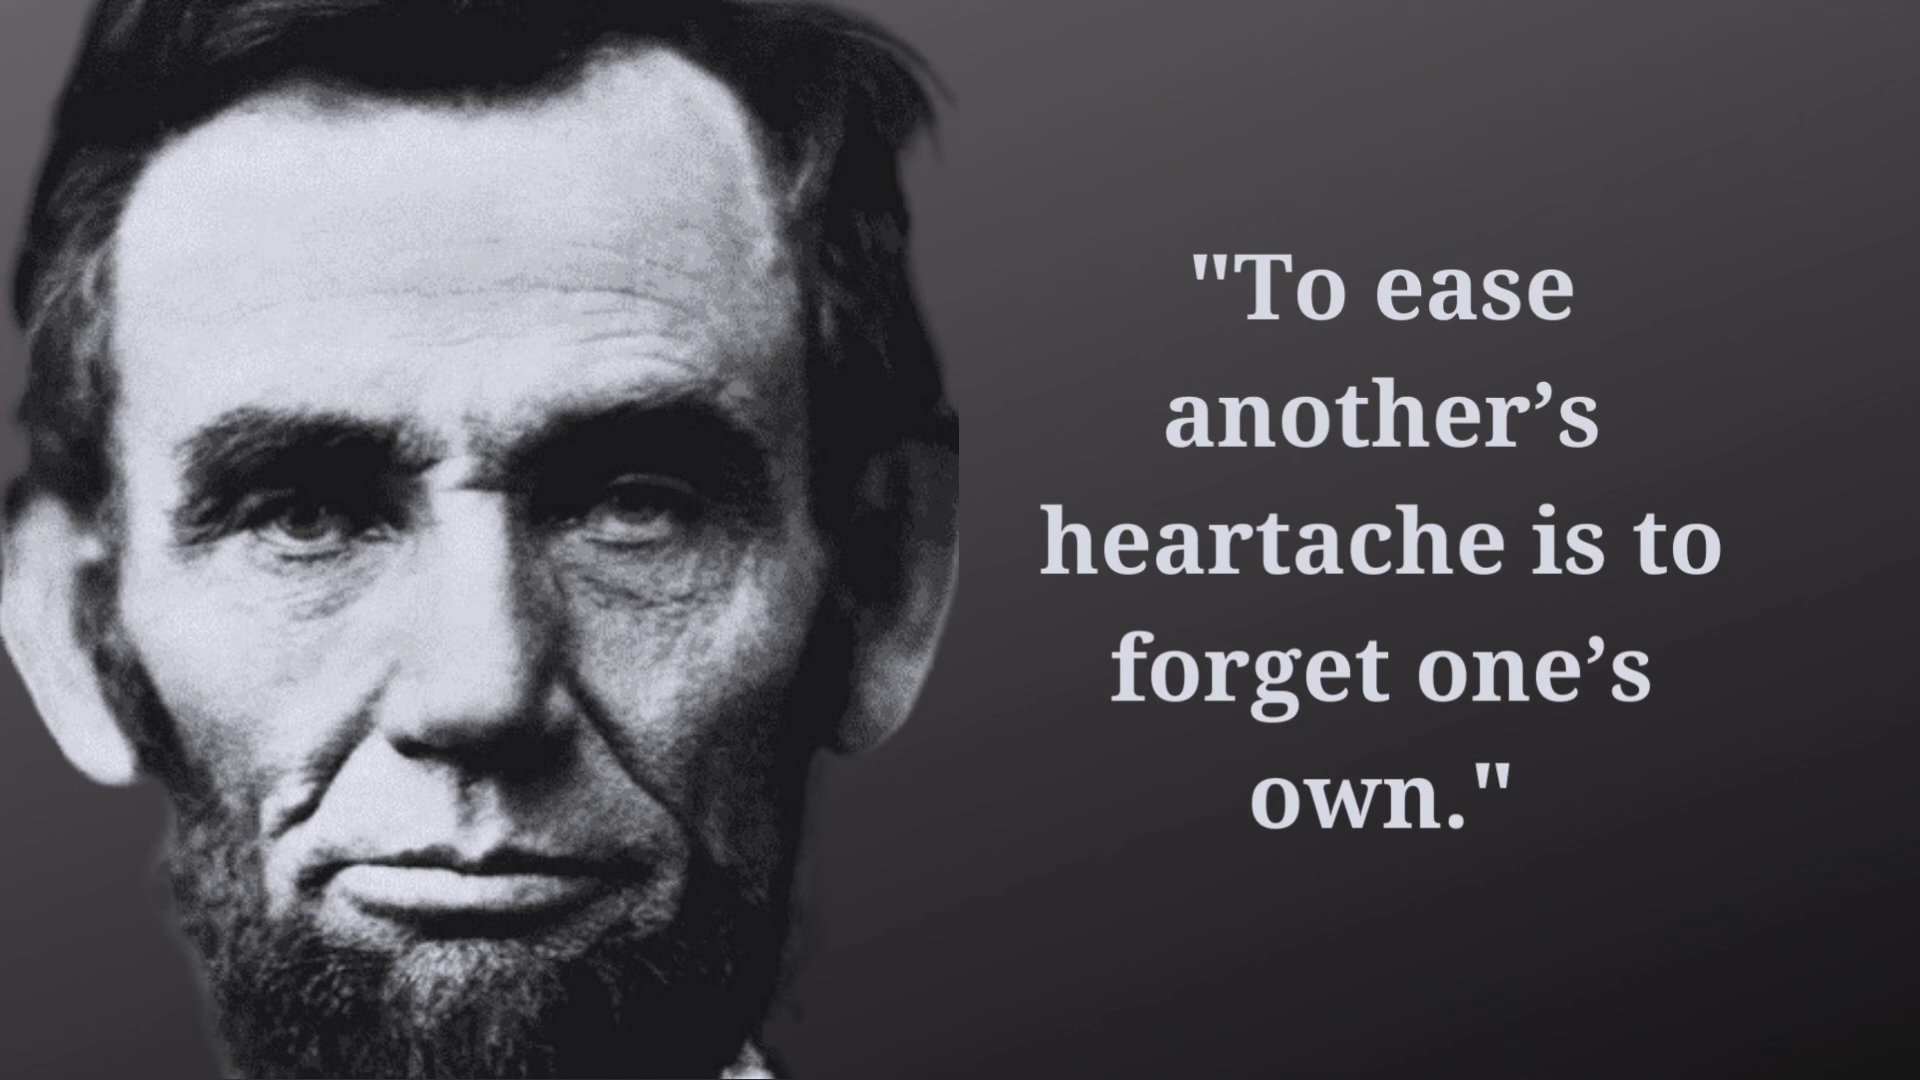 "To ease
another’s
heartache is to
forget one’s
own."